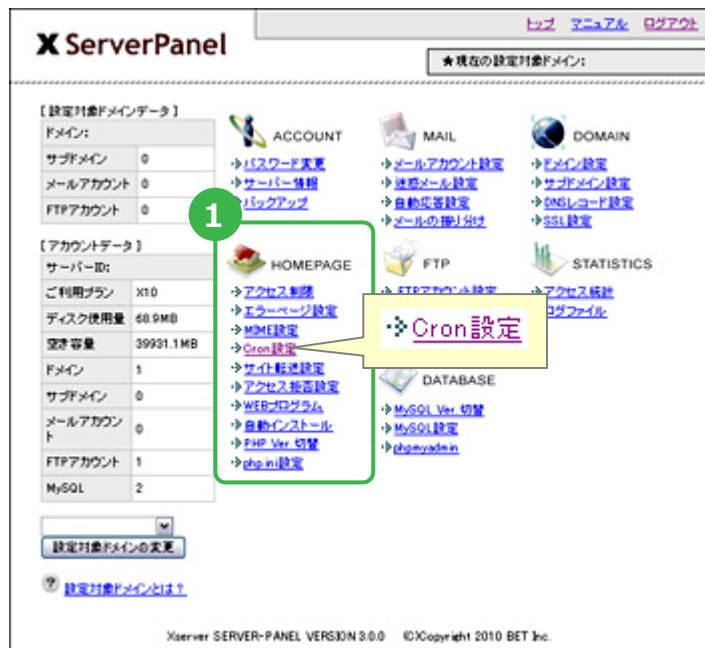 トップ マニュアル ログアウト
X ServerPanel
★現在の設定対象ドメイン:
[設定対象ドメインデータ]
ドメイン:
サブドメイン 0
メールアカウント 0
FTPアカウント 0
[アカウントデータ]
サーバーID:
ご利用プラン X10
ディスク使用量 68.9MB
空き容量 39931.1MB
ドメイン 1
サブドメイン 0
メールアカウン
ト 0
FTPアカウント 1
MySQL 2
設定対象ドメインの変更
? 設定対象ドメインとは?
ACCOUNT
パスワード変更
サーバー情報
バックアップ
MAIL
メールアカウント設定
迷惑メール設定
自動応答設定
メールの振り分け
DOMAIN
ドメイン設定
サブドメイン設定
DNSレコード設定
SSL設定
1
HOMEPAGE
アクセス制限
エラーページ設定
MIME設定
Cron設定
サイト転送設定
アクセス拒否設定
WEBプログラム
自動インストール
PHP Ver.切替
php.ini設定
FTP
FTPアカウント設定
Cron設定
STATISTICS
アクセス統計
ログファイル
DATABASE
MySQL Ver.切替
MySQL設定
phpmyadmin
Xserver SERVER-PANEL VERSION 3.0.0 (C)Copyright 2010 BET Inc.